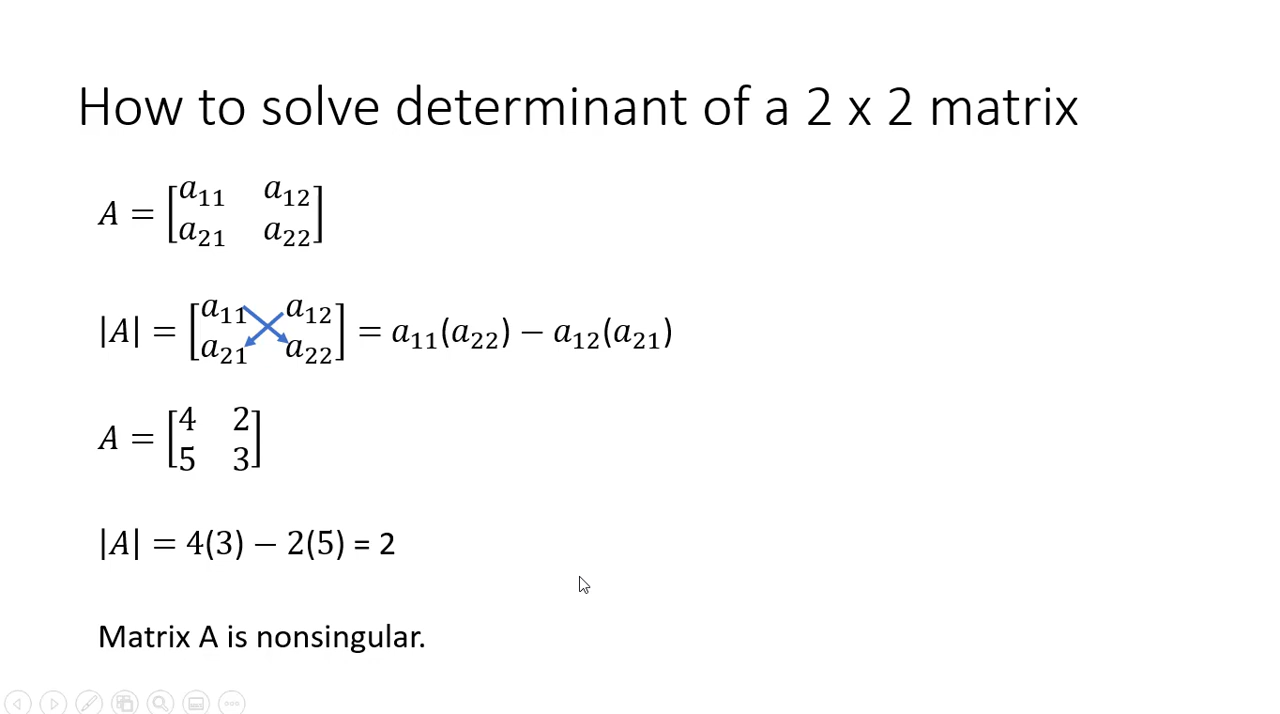 How to solve determinant of a 2 x 2 matrix
A = [a₁₁ a₁₂
a₂₁ a₂₂]
|A| = [a₁₁ a₁₂
a₂₁ a₂₂] = a₁₁(a₂₂) − a₁₂(a₂₁)
A = [4 2
5 3]
|A| = 4(3) − 2(5) = 2
Matrix A is nonsingular.